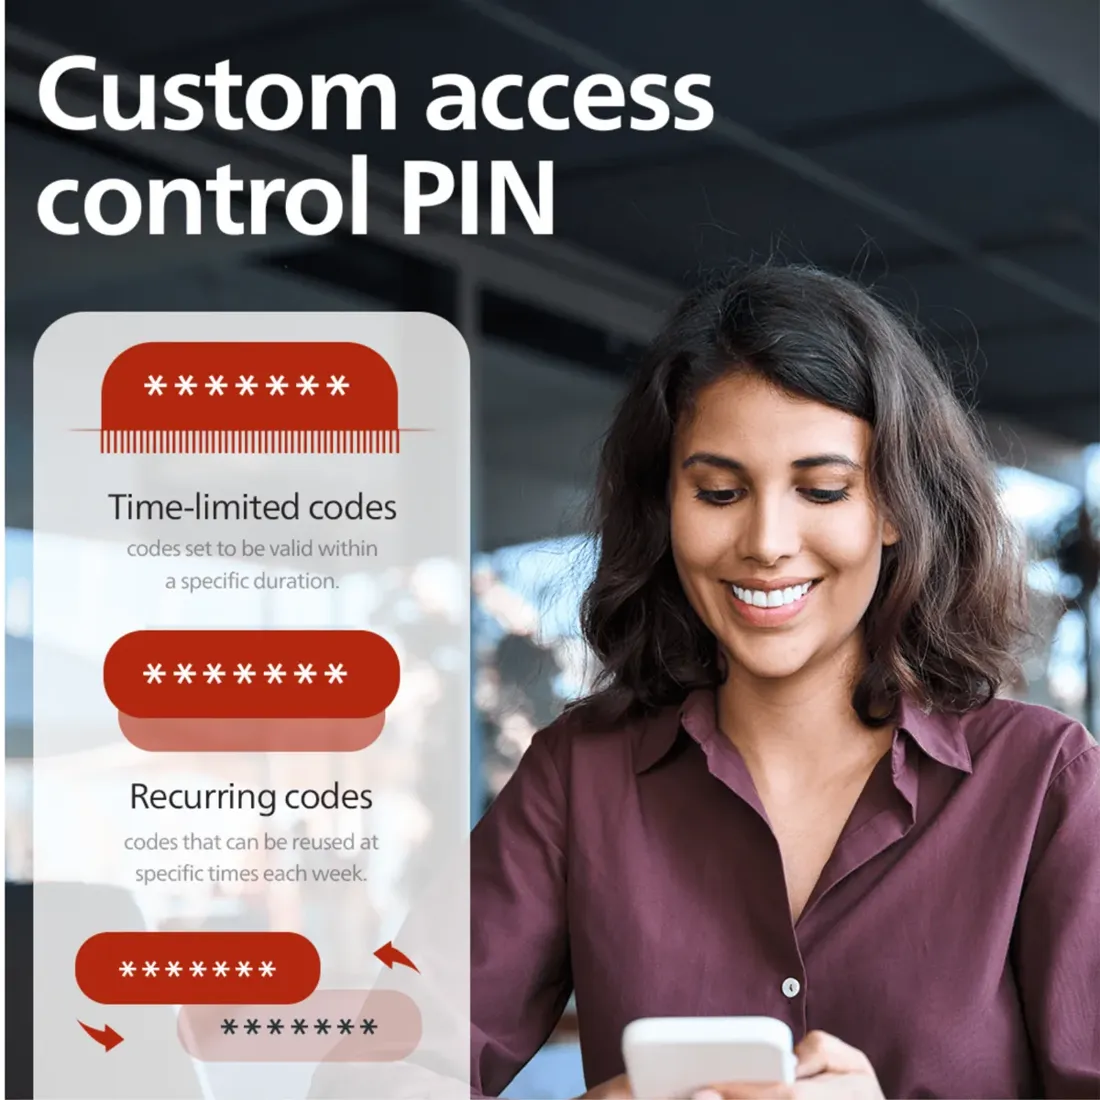 Custom access
control PIN
*******
Time-limited codes
codes set to be valid within
a specific duration.
*******
Recurring codes
codes that can be reused at
specific times each week.
*******
*******